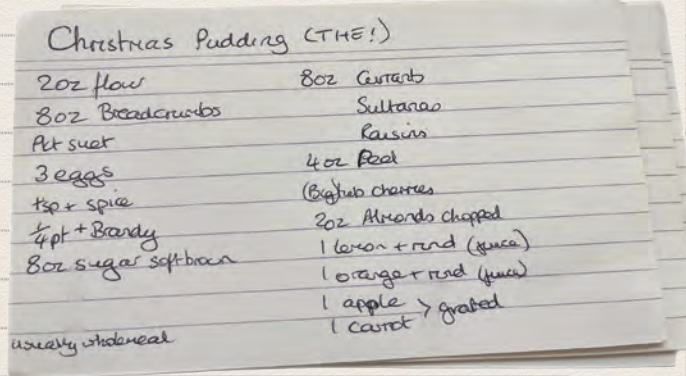 Christmas Pudding (THE!)
2oz flour
8oz Breadcrumbs
Pkt suet
3 eggs
tsp + spice
1/4pt + Brandy
8oz sugar soft brown
usually wholemeal
8oz Currants
Sultanas
Raisins
4oz Peel
(Big) tub cherries
2oz Almonds chopped
1 lemon + rind (juice)
1 orange + rind (juice)
1 apple > grated
1 carrot